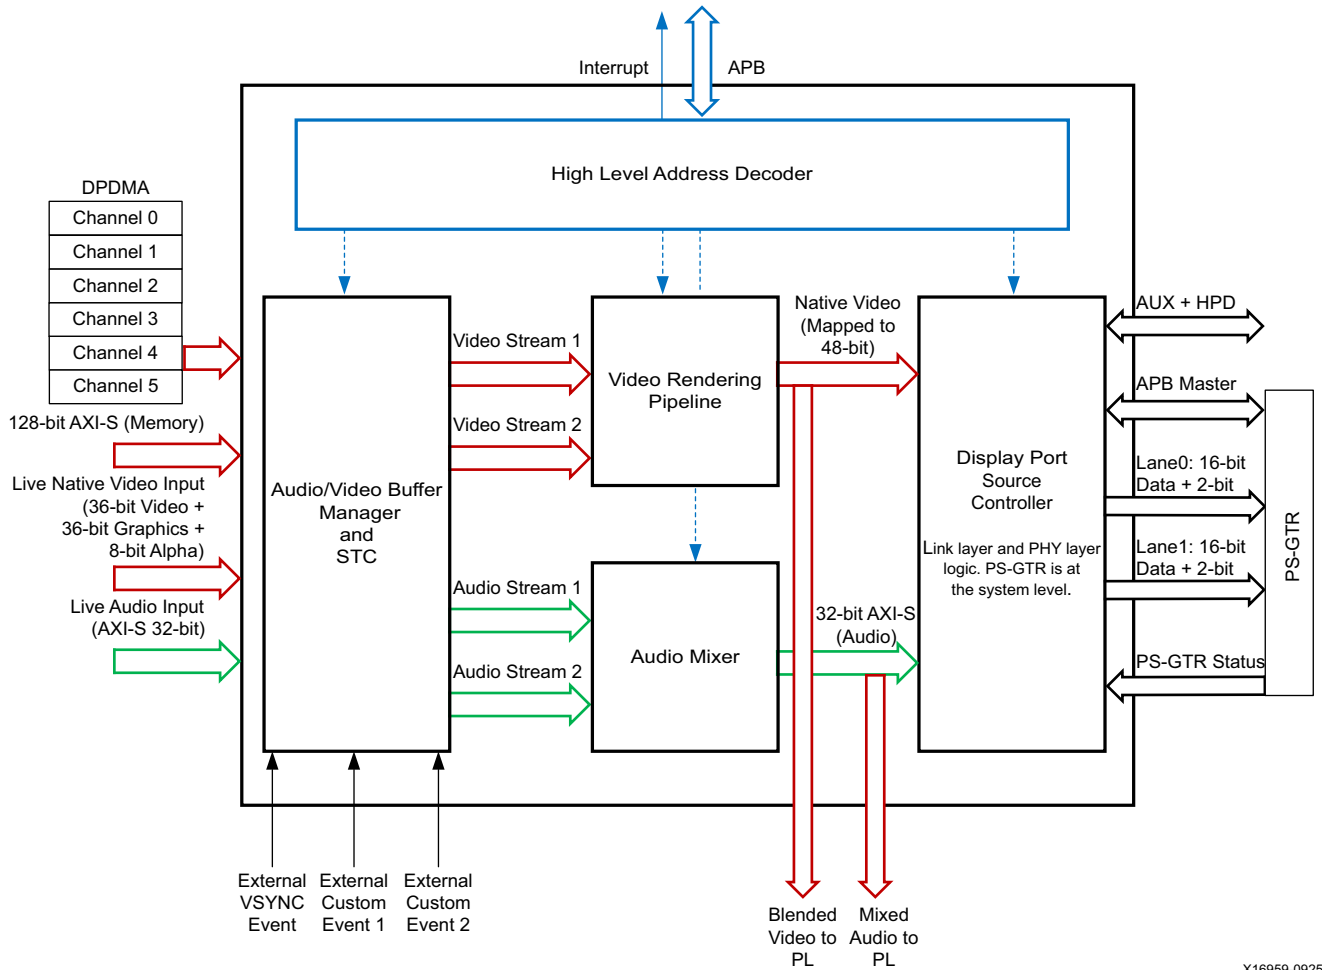 Interrupt
APB
High Level Address Decoder
DPDMA
Channel 0
Channel 1
Channel 2
Channel 3
Channel 4
Channel 5
128-bit AXI-S (Memory)
Live Native Video Input
(36-bit Video +
36-bit Graphics +
8-bit Alpha)
Live Audio Input
(AXI-S 32-bit)
Audio/Video Buffer
Manager
and
STC
Video Stream 1
Video Stream 2
Audio Stream 1
Audio Stream 2
Video Rendering
Pipeline
Audio Mixer
Native Video
(Mapped to
48-bit)
32-bit AXI-S
(Audio)
Display Port
Source
Controller
Link layer and PHY layer
logic. PS-GTR is at
the system level.
AUX + HPD
APB Master
Lane0: 16-bit
Data + 2-bit
Lane1: 16-bit
Data + 2-bit
PS-GTR Status
PS-GTR
External
VSYNC
Event
External
Custom
Event 1
External
Custom
Event 2
Blended
Video to
PL
Mixed
Audio to
PL